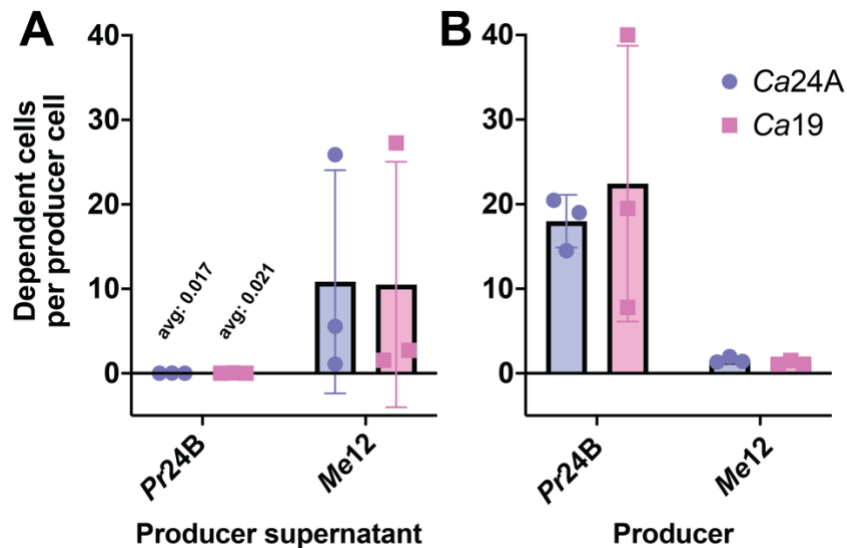 A
Dependent cells
per producer cell
40
30
20
10
0
avg: 0.017
avg: 0.021
Pr24B
Me12
Producer supernatant
B
40
30
20
10
0
Ca24A
Ca19
Pr24B
Me12
Producer